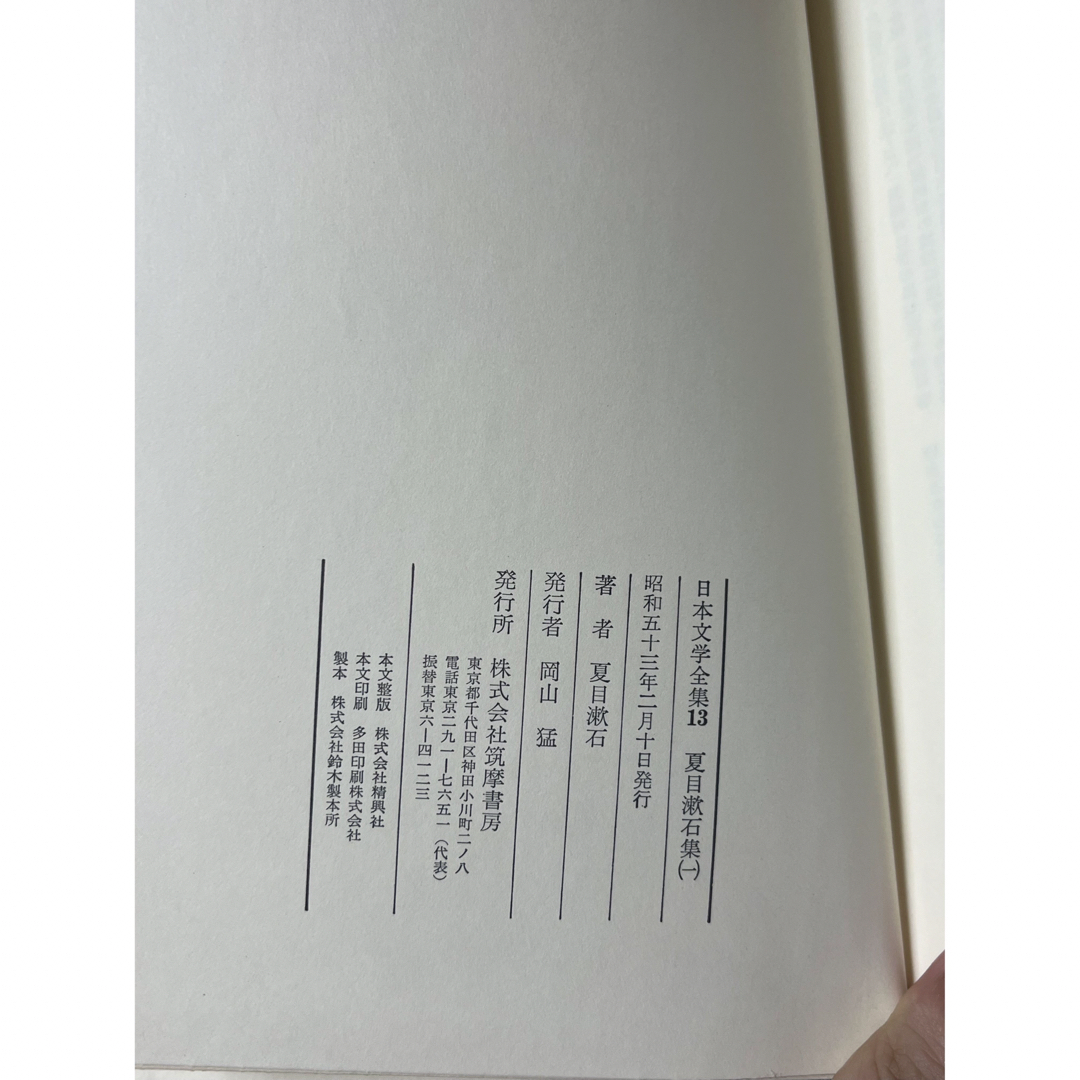 日本文学全集13 夏目漱石集㈠
昭和五十三年二月十日発行
著者 夏目漱石
発行者 岡山猛
発行所 株式会社筑摩書房
東京都千代田区神田小川町二ノ八
電話東京二九一ー七六五一(代表)
振替東京六ー四一二三
本文整版 株式会社精興社
本文印刷 多田印刷株式会社
製本 株式会社鈴木製本所